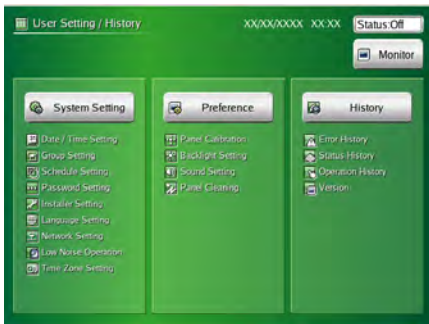 User Setting / History
XX/XX/XXXX XX:XX
Status:Off
Monitor
System Setting
Date / Time Setting
Group Setting
Schedule Setting
Password Setting
Installer Setting
Language Setting
Network Setting
Low Noise Operation
Time Zone Setting
Preference
Panel Calibration
Backlight Setting
Sound Setting
Panel Cleaning
History
Error History
Status History
Operation History
Version